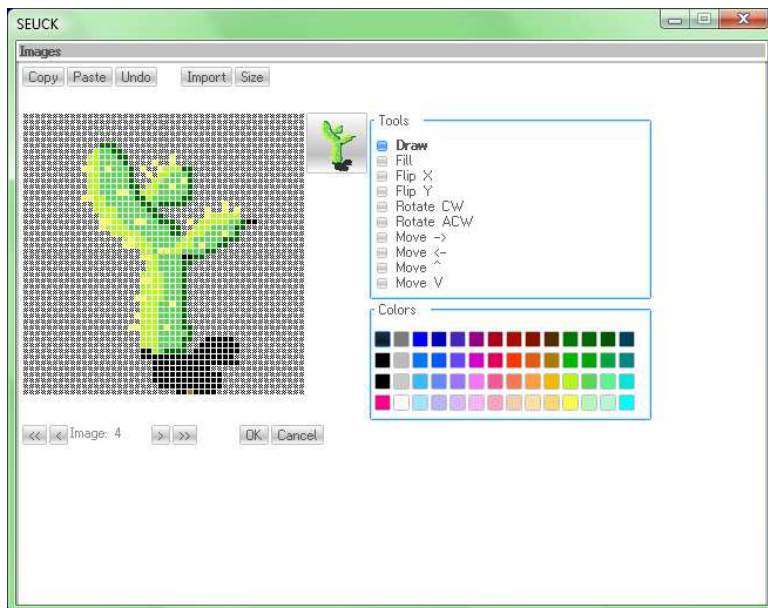 SEUCK
Images
Copy Paste Undo Import Size
Tools
Draw
Fill
Flip X
Flip Y
Rotate CW
Rotate ACW
Move ->
Move <-
Move ^
Move V
Colors
<< < Image: 4 > >> OK Cancel